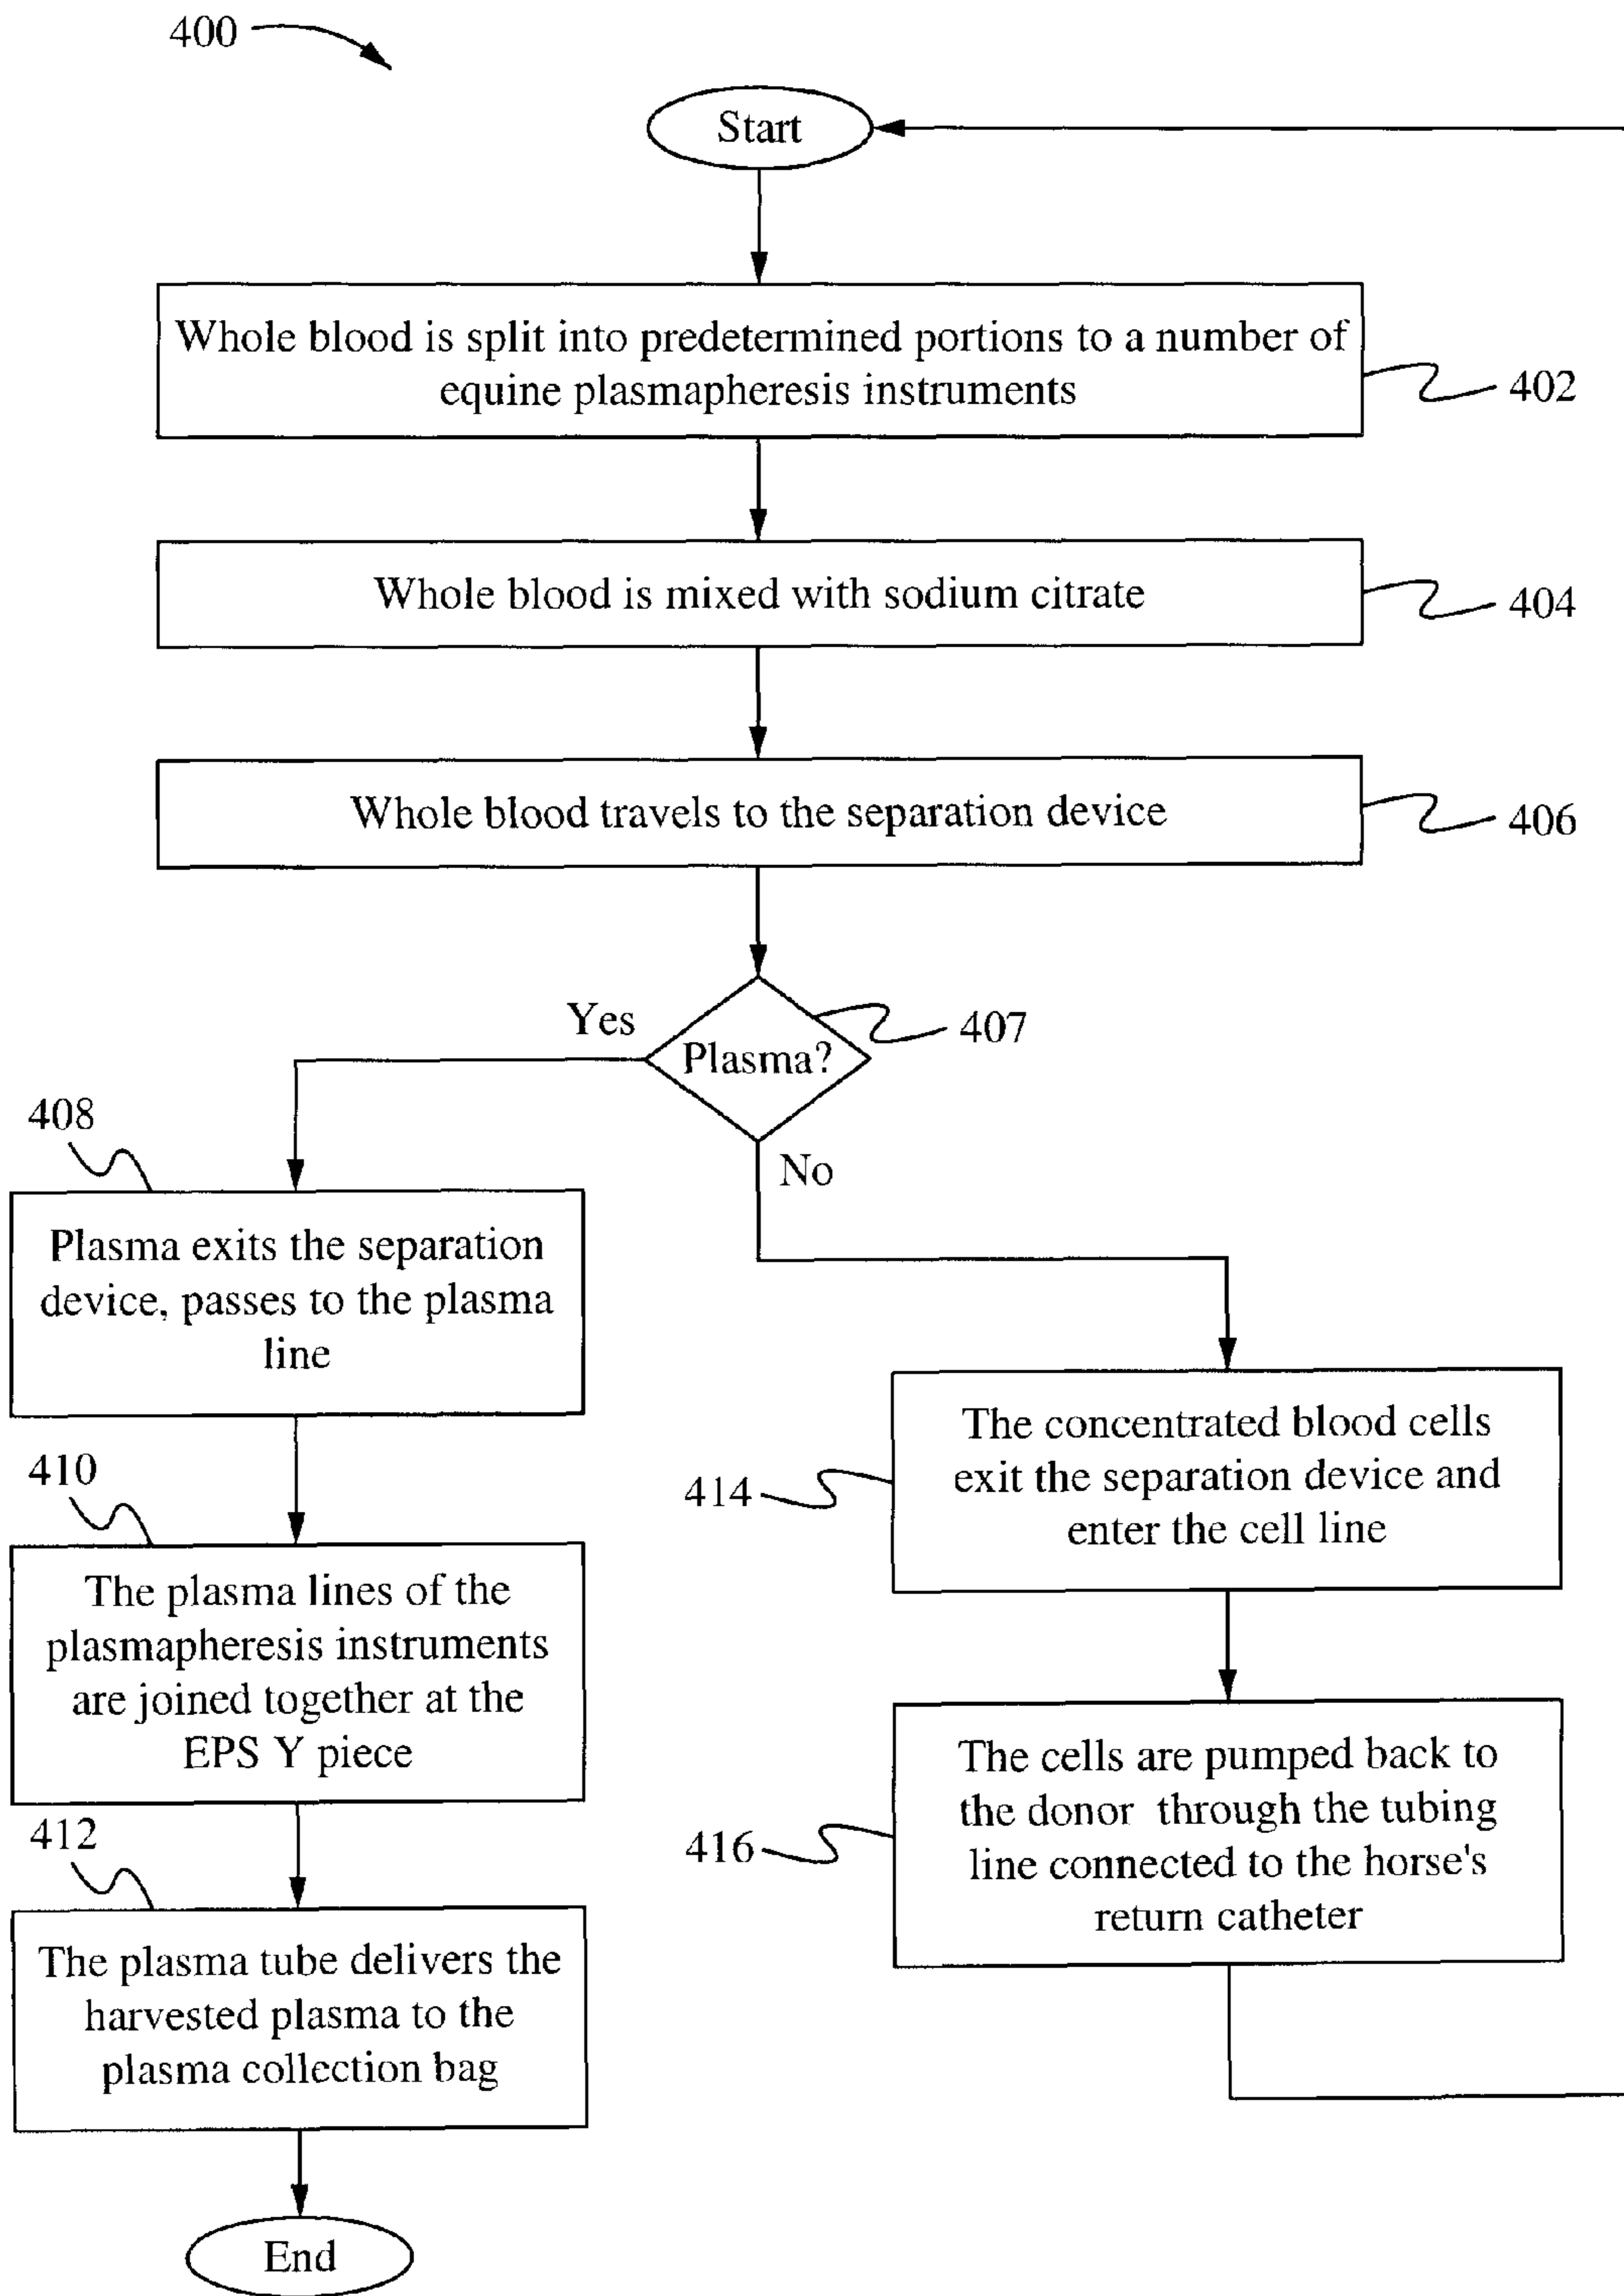 400
Start
Whole blood is split into predetermined portions to a number of
equine plasmapheresis instruments
402
Whole blood is mixed with sodium citrate
404
Whole blood travels to the separation device
406
Yes
Plasma?
407
No
408
Plasma exits the separation
device, passes to the plasma
line
410
The plasma lines of the
plasmapheresis instruments
are joined together at the
EPS Y piece
412
The plasma tube delivers the
harvested plasma to the
plasma collection bag
End
The concentrated blood cells
exit the separation device and
enter the cell line
414
The cells are pumped back to
the donor through the tubing
line connected to the horse's
return catheter
416